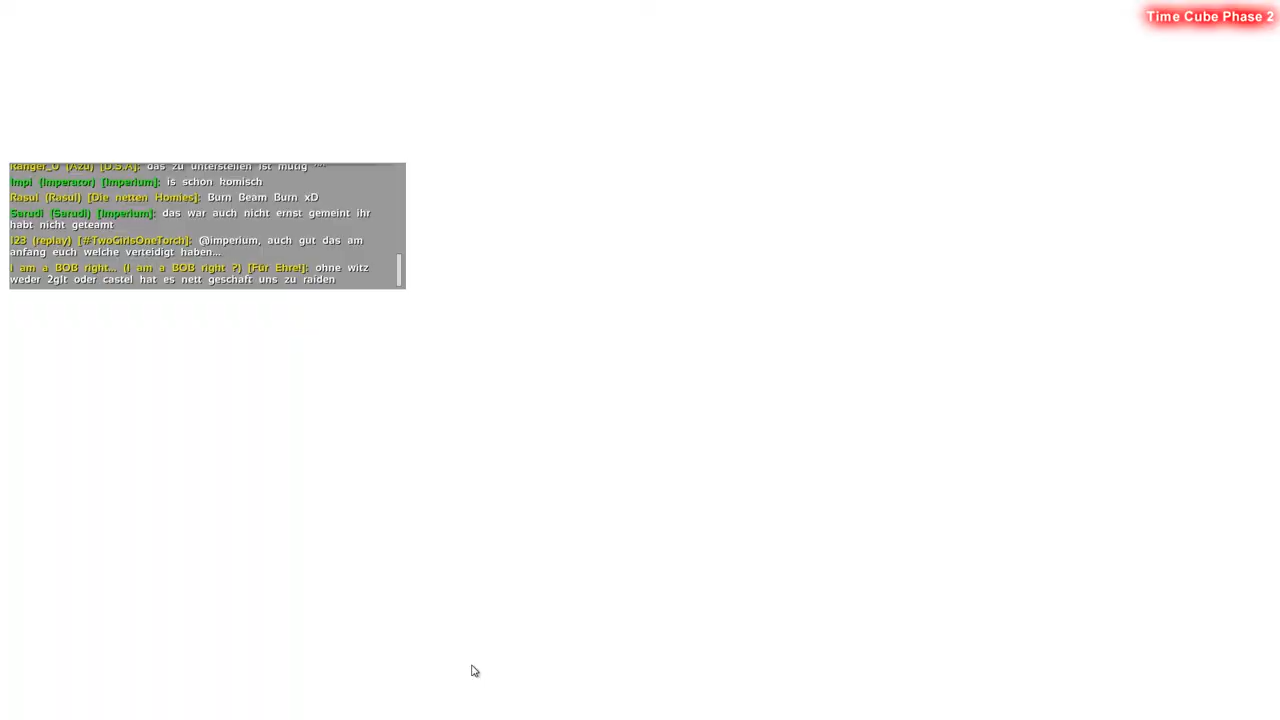 Time Cube Phase 2
Ranger_0 (Azu) [D.S.A]: das zu unterstellen ist mutig ^^
Impi (Imperator) [Imperium]: is schon komisch
Rasul (Rasul) [Die netten Homies]: Burn Beam Burn xD
Sarudi (Sarudi) [Imperium]: das war auch nicht ernst gemeint ihr
habt nicht geteamt
(replay) [#TwoGirlsOneTorch]: @imperium, auch gut das am
anfang euch welche verteidigt haben...
I am a BOB right... (I am a BOB right ?) [Für Ehre!]: ohne witz
weder 2glt oder castel hat es nett geschaft uns zu raiden